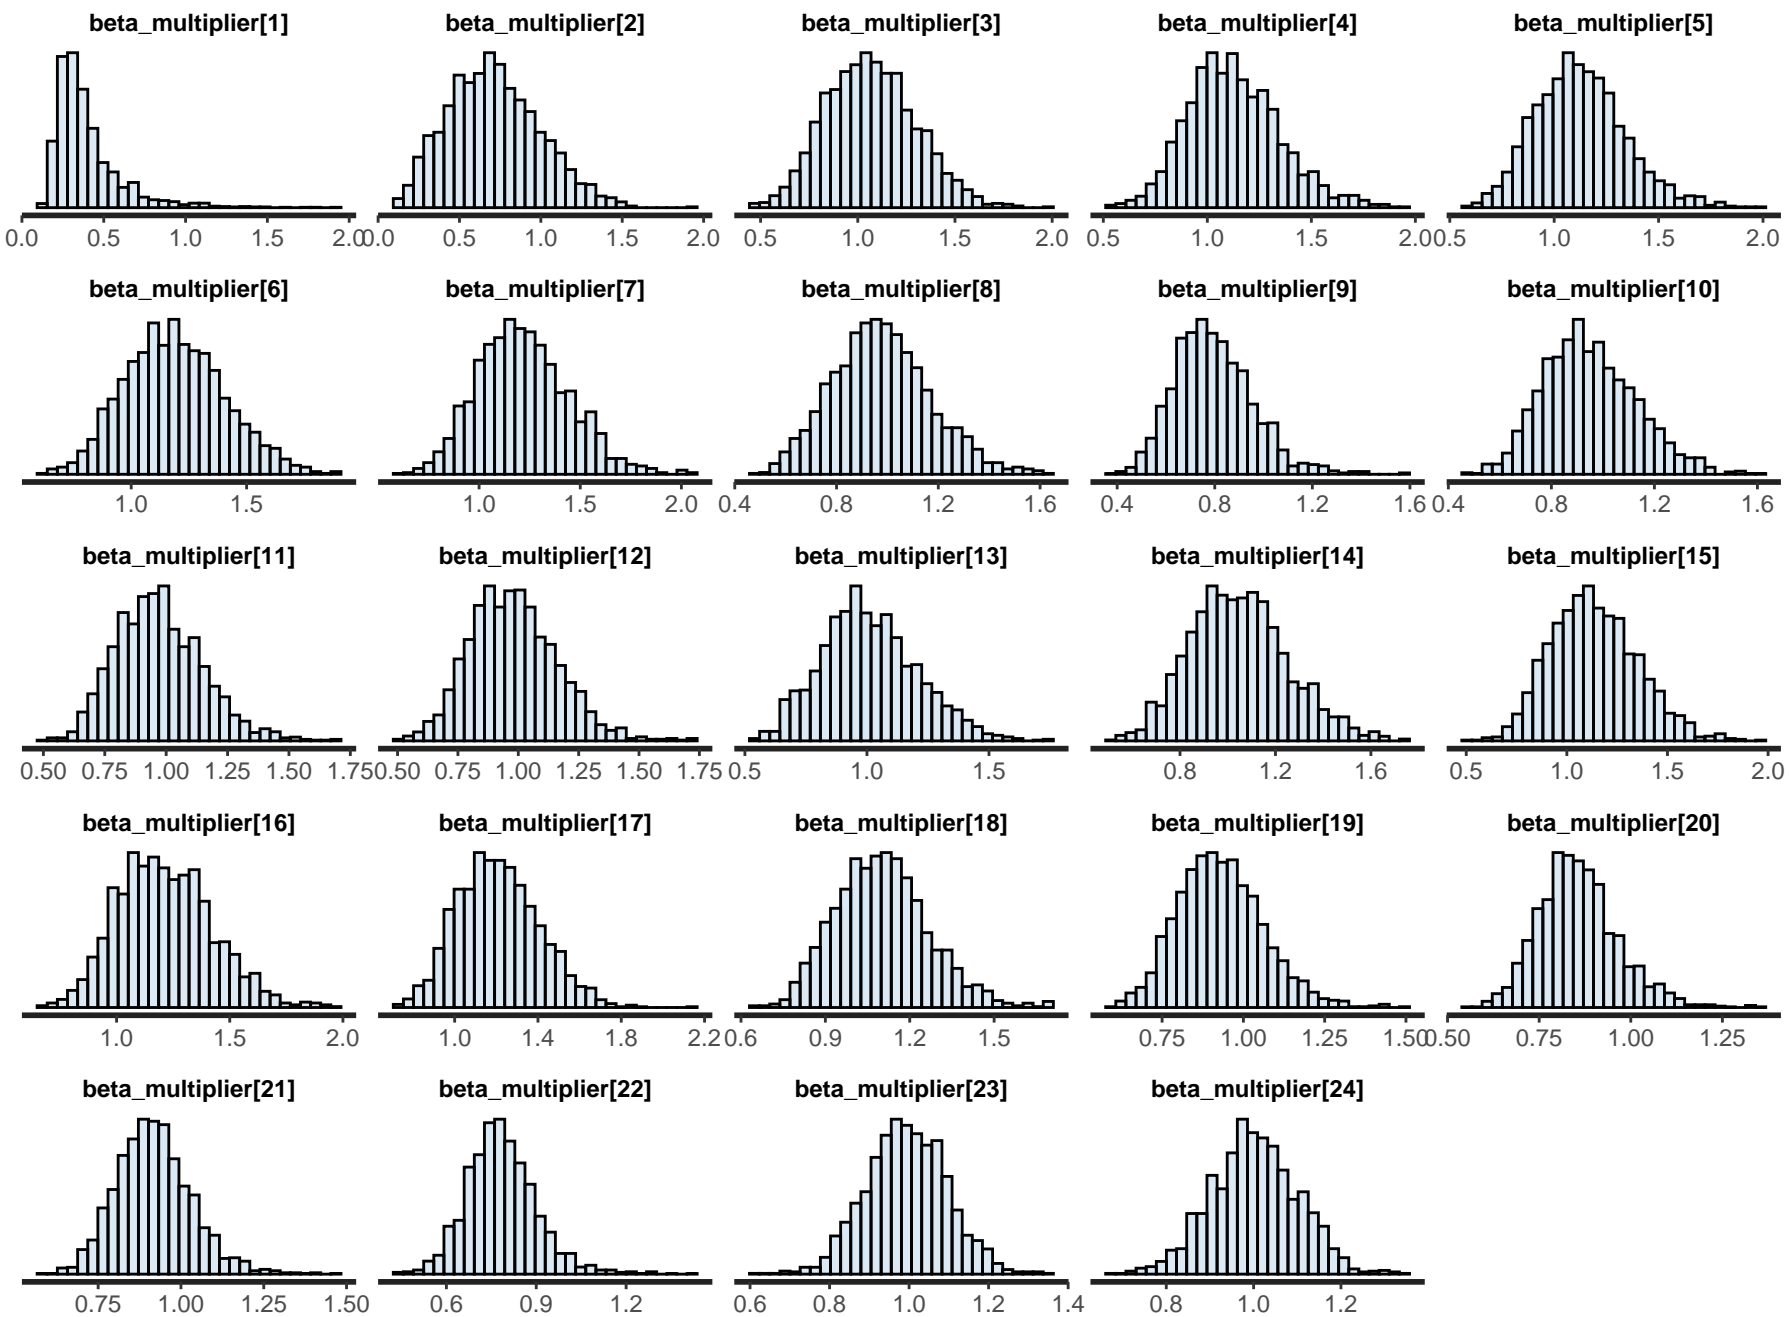 beta_multiplier[1] beta_multiplier[2] beta_multiplier[3] beta_multiplier[4] beta_multiplier[5]
0.0 0.5 1.0 1.5 2.0 0.0 0.5 1.0 1.5 2.0 0.5 1.0 1.5 2.0 0.5 1.0 1.5 2.0 0.5 1.0 1.5 2.0
beta_multiplier[6] beta_multiplier[7] beta_multiplier[8] beta_multiplier[9] beta_multiplier[10]
1.0 1.5 1.0 1.5 2.0 0.4 0.8 1.2 1.6 0.4 0.8 1.2 1.6 0.4 0.8 1.2 1.6
beta_multiplier[11] beta_multiplier[12] beta_multiplier[13] beta_multiplier[14] beta_multiplier[15]
0.50 0.75 1.00 1.25 1.50 1.75 0.50 0.75 1.00 1.25 1.50 1.75 0.5 1.0 1.5 0.8 1.2 1.6 0.5 1.0 1.5 2.0
beta_multiplier[16] beta_multiplier[17] beta_multiplier[18] beta_multiplier[19] beta_multiplier[20]
1.0 1.5 2.0 1.0 1.4 1.8 2.2 0.6 0.9 1.2 1.5 0.75 1.00 1.25 1.50 0.50 0.75 1.00 1.25
beta_multiplier[21] beta_multiplier[22] beta_multiplier[23] beta_multiplier[24]
0.75 1.00 1.25 1.50 0.6 0.9 1.2 0.6 0.8 1.0 1.2 1.4 0.8 1.0 1.2